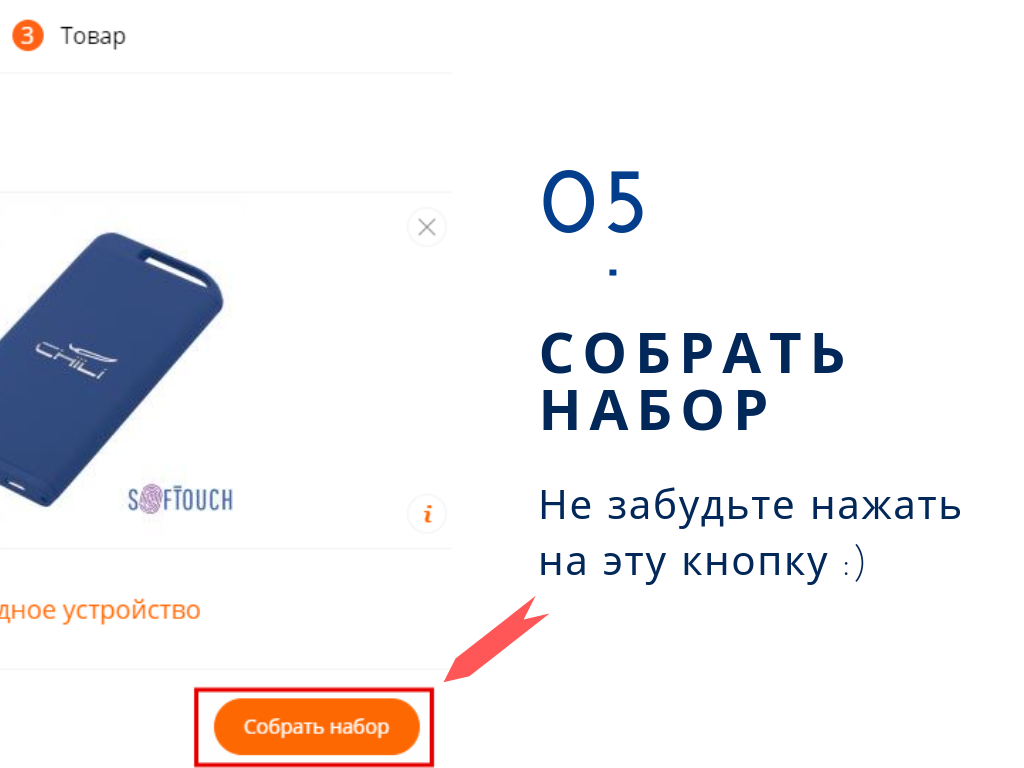 3 Товар
CHILI
SOFTOUCH
i
дное устройство
Собрать набор
05
.
СОБРАТЬ
НАБОР
Не забудьте нажать
на эту кнопку :)